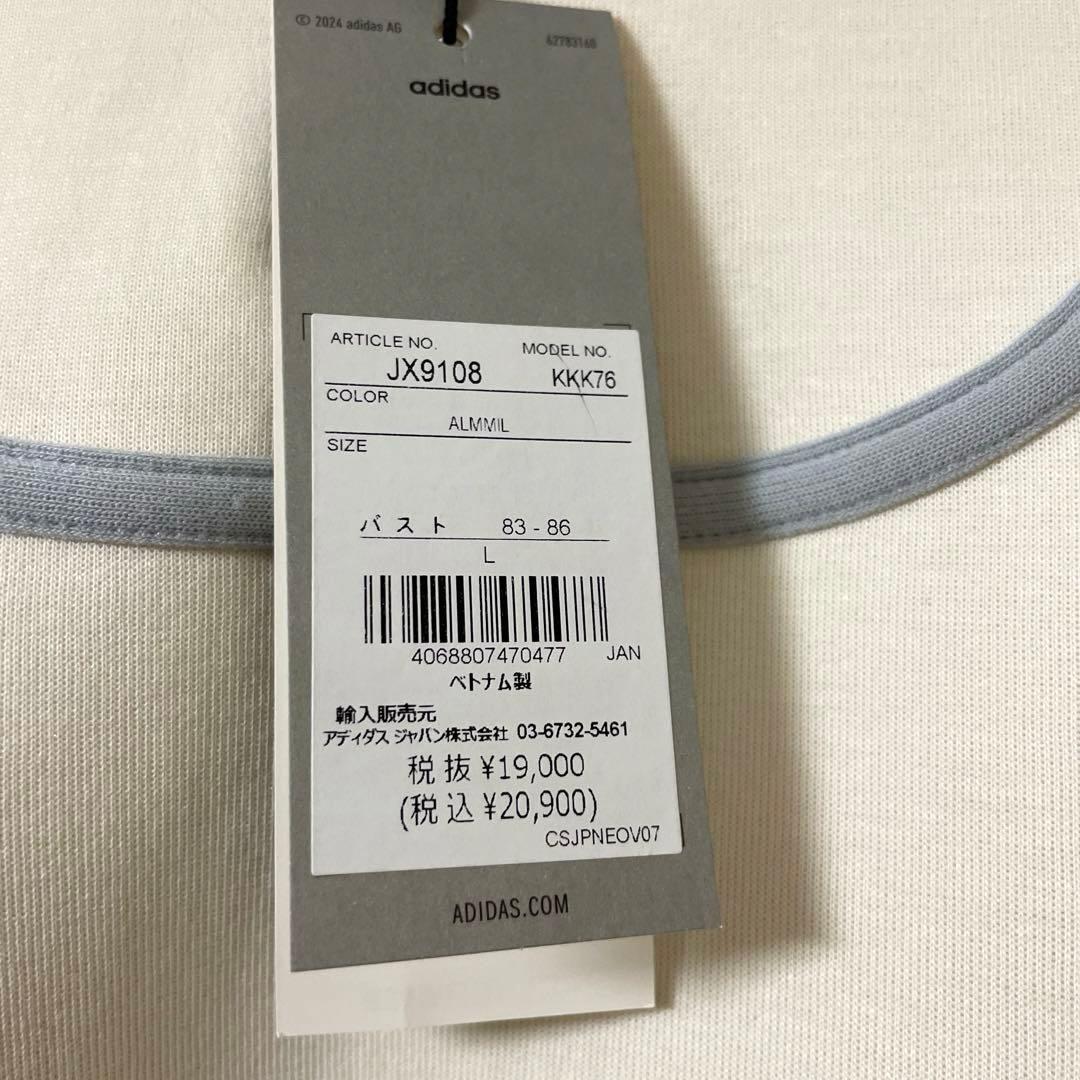 © 2024 adidas AG
62783160
adidas
ARTICLE NO. MODEL NO.
JX9108 KKK76
COLOR
ALMMIL
SIZE
バスト 83 - 86
L
4068807470477 JAN
ベトナム製
輸入販売元
アディダス ジャパン株式会社 03-6732-5461
税抜 ¥19,000
(税込 ¥20,900)
CSJPNEOV07
ADIDAS.COM